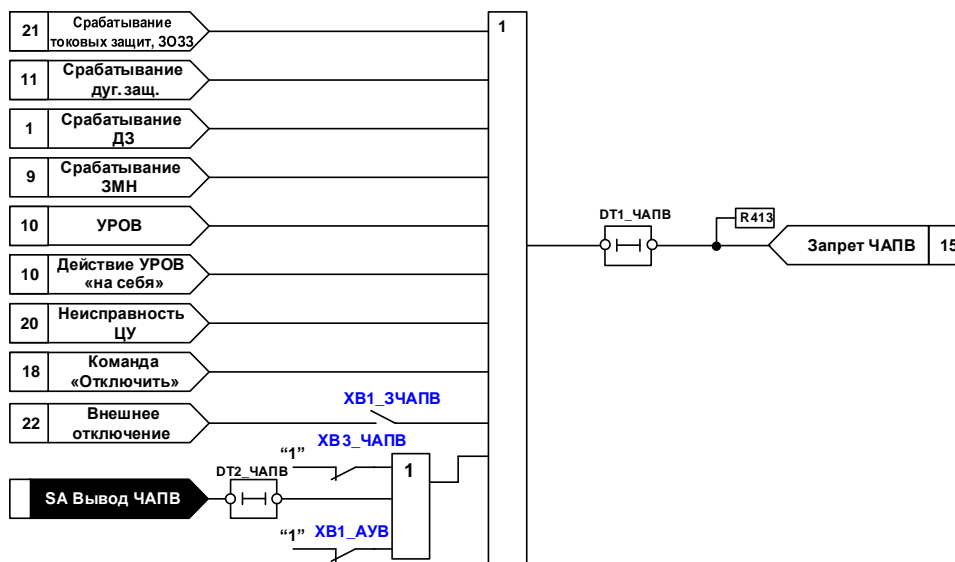 21
Срабатывание
токовых защит, ЗОЗЗ
1
11
Срабатывание
дуг. защ.
1
Срабатывание
ДЗ
9
Срабатывание
ЗМН
10
УРОВ
DT1_ЧАПВ
R413
Запрет ЧАПВ
15
10
Действие УРОВ
«на себя»
20
Неисправность
ЦУ
18
Команда
«Отключить»
XB1_ЗЧАПВ
22
Внешнее
отключение
XB3_ЧАПВ
“1”
1
DT2_ЧАПВ
SA Вывод ЧАПВ
“1”
XB1_АУВ